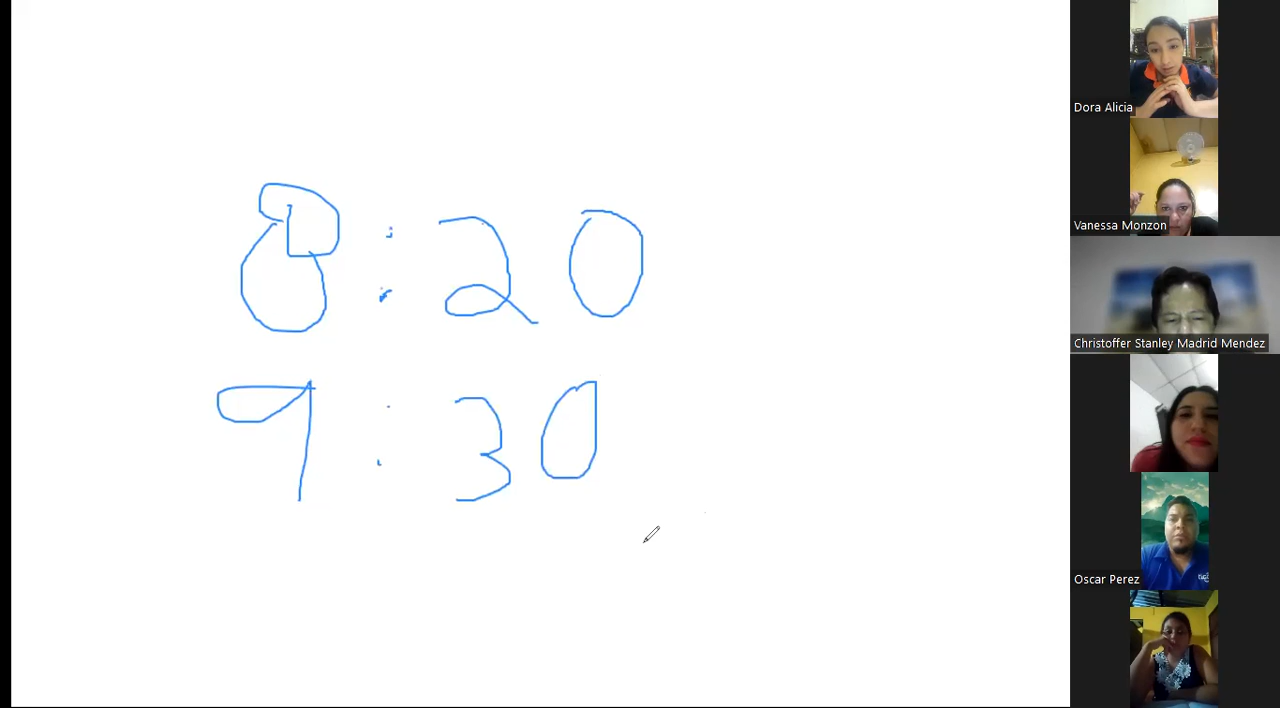 8:20
9:30
Dora Alicia
Vanessa Monzon
Christoffer Stanley Madrid Mendez
Oscar Perez